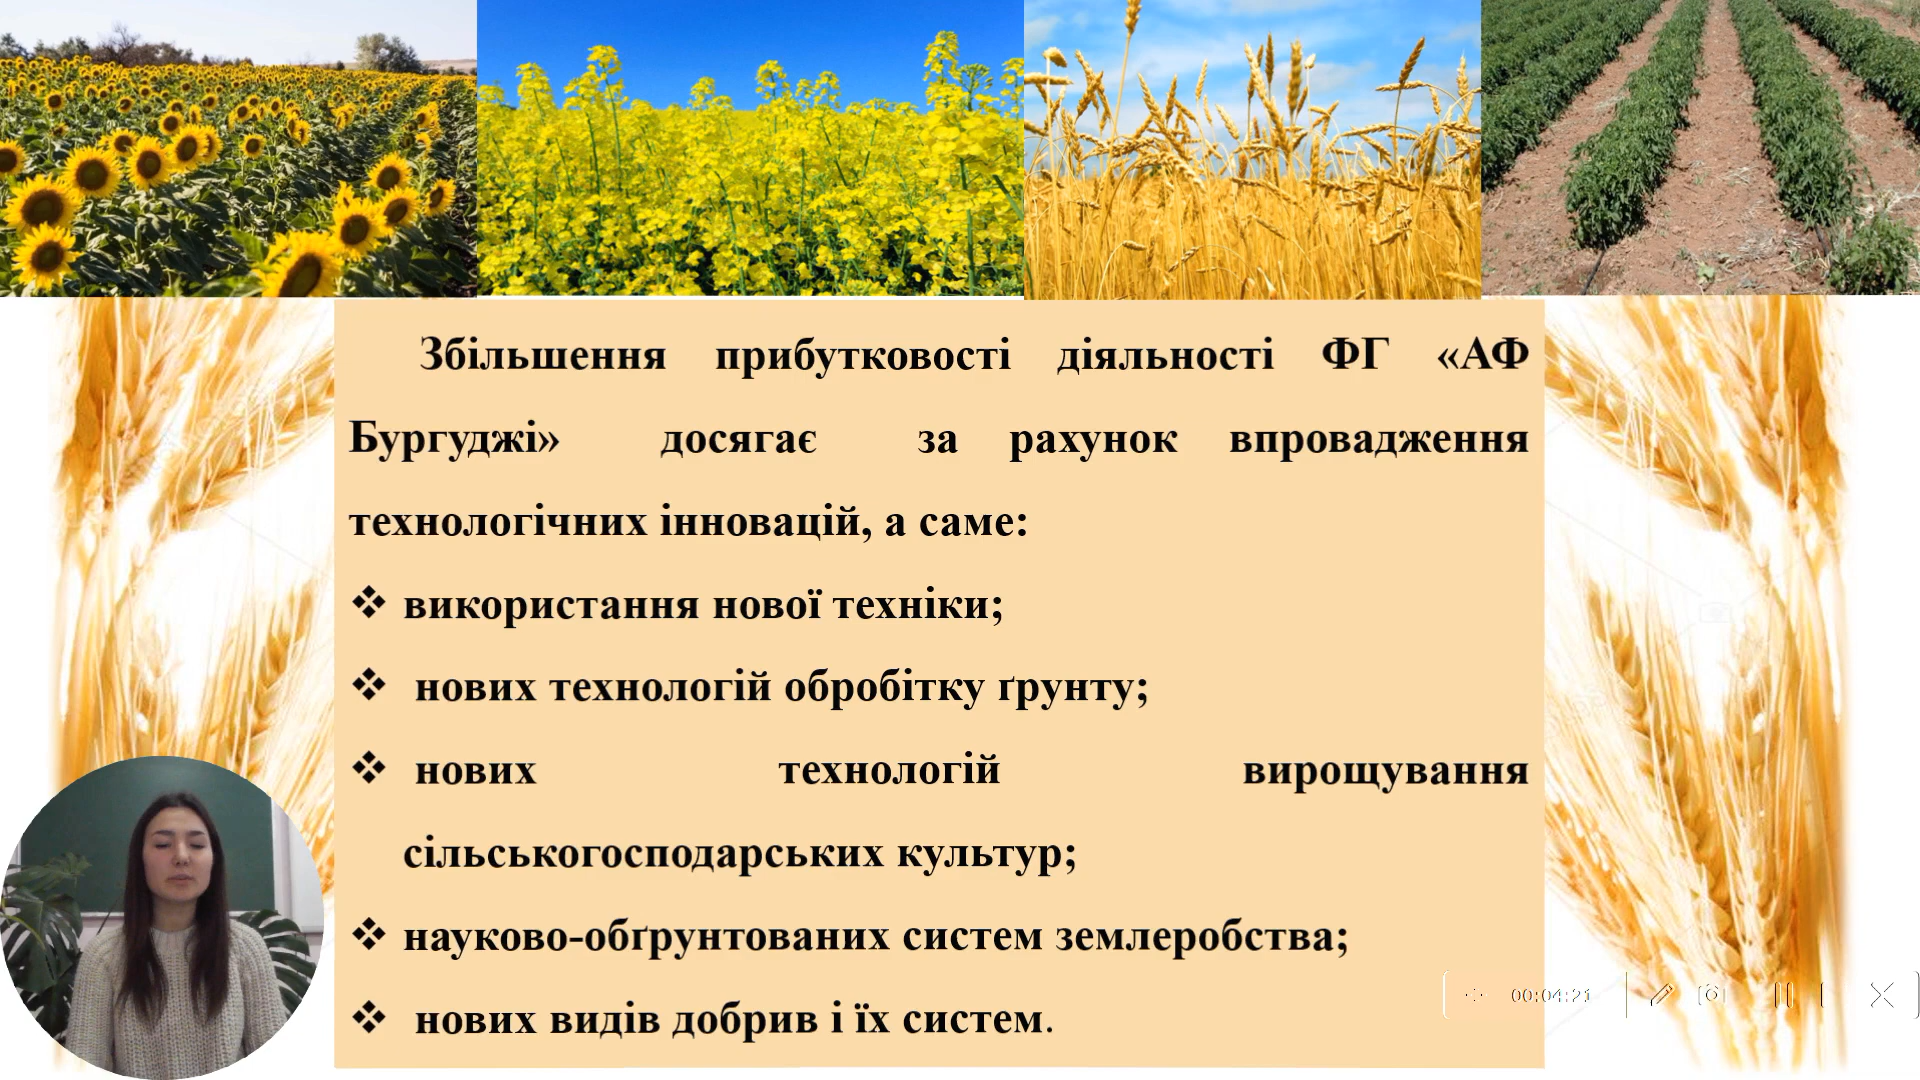 Збільшення прибутковості діяльності ФГ «АФ
Бургуджі» досягає за рахунок впровадження
технологічних інновацій, а саме:
❖ використання нової техніки;
❖ нових технологій обробітку ґрунту;
❖ нових технологій вирощування
сільськогосподарських культур;
❖ науково-обґрунтованих систем землеробства;
❖ нових видів добрив і їх систем.
00:04:21